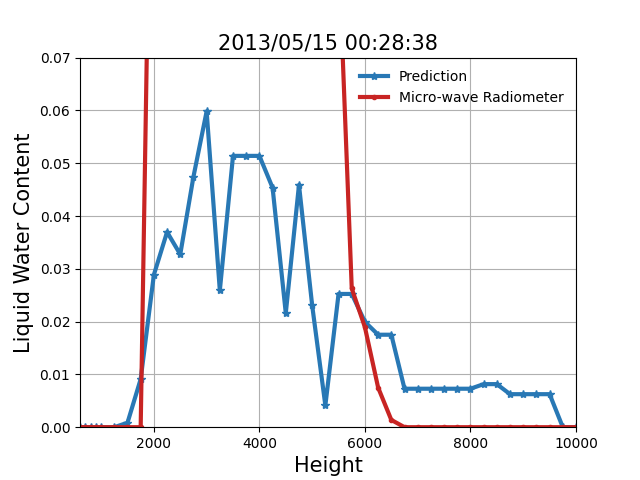 2013/05/15 00:28:38
Prediction
Micro-wave Radiometer
Liquid Water Content
0.07
0.06
0.05
0.04
0.03
0.02
0.01
0.00
2000 4000 6000 8000 10000
Height